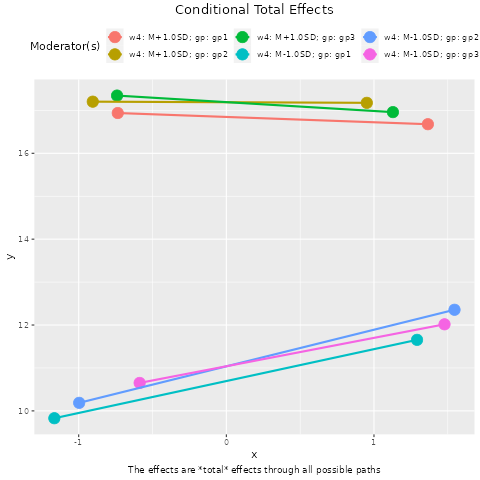 Conditional Total Effects
Moderator(s)
w4: M+1.0SD; gp: gp1
w4: M+1.0SD; gp: gp3
w4: M-1.0SD; gp: gp2
w4: M+1.0SD; gp: gp2
w4: M-1.0SD; gp: gp1
w4: M-1.0SD; gp: gp3
16
14
12
10
y
-1
0
1
x
The effects are *total* effects through all possible paths